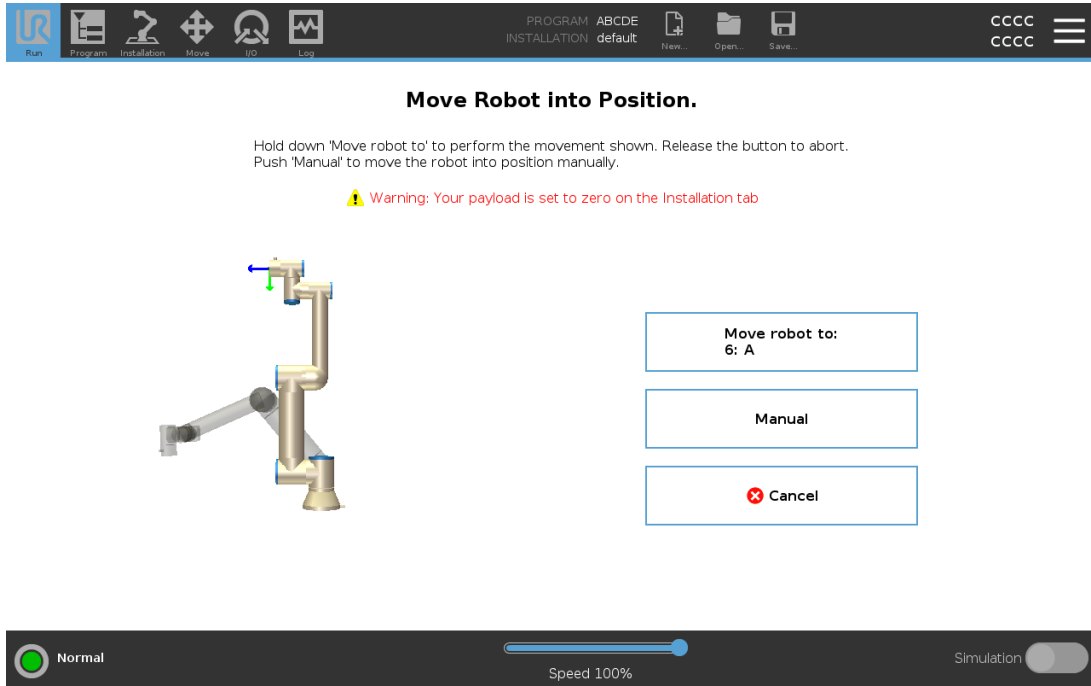 UR
Run
Program
Installation
Move
I/O
Log
PROGRAM ABCDE
INSTALLATION default
New...
Open...
Save...
CCCC
CCCC
Move Robot into Position.
Hold down 'Move robot to' to perform the movement shown. Release the button to abort.
Push 'Manual' to move the robot into position manually.
Warning: Your payload is set to zero on the Installation tab
Move robot to:
6: A
Manual
Cancel
Normal
Speed 100%
Simulation